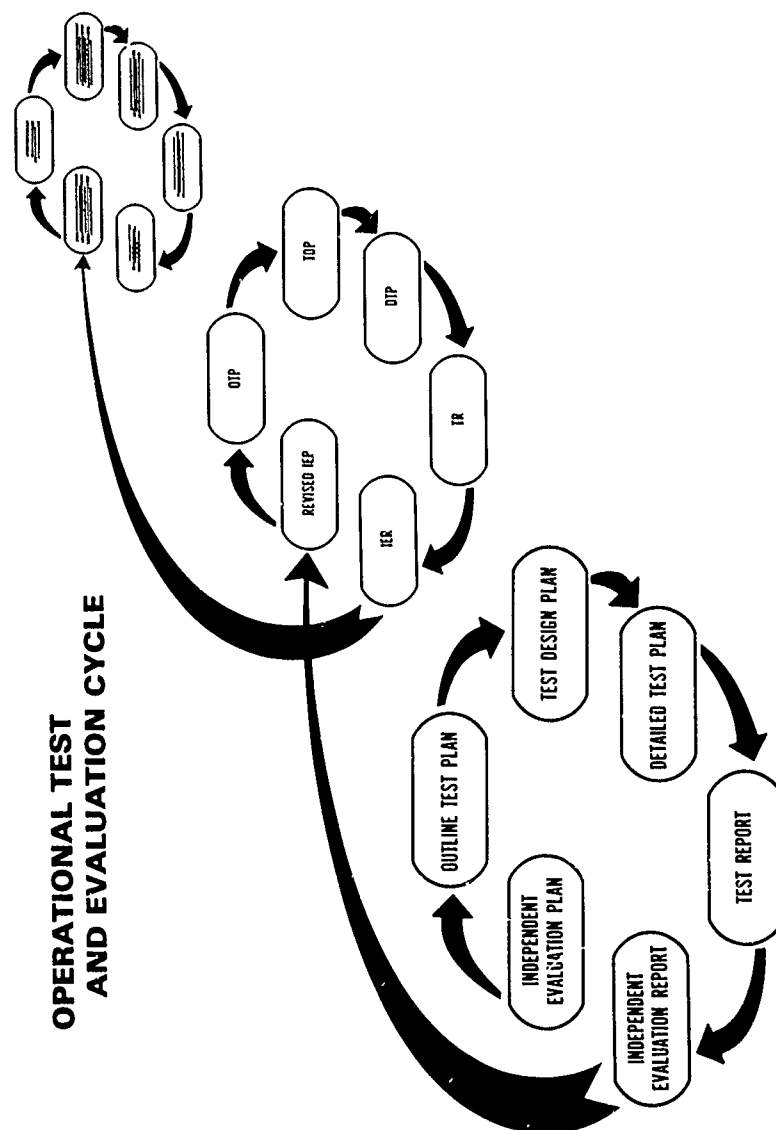 OPERATIONAL TEST
AND EVALUATION CYCLE
INDEPENDENT
EVALUATION PLAN
OUTLINE TEST PLAN
TEST DESIGN PLAN
DETAILED TEST PLAN
TEST REPORT
INDEPENDENT
EVALUATION REPORT
REVISED IEP
OTP
TDP
DTP
TR
IER